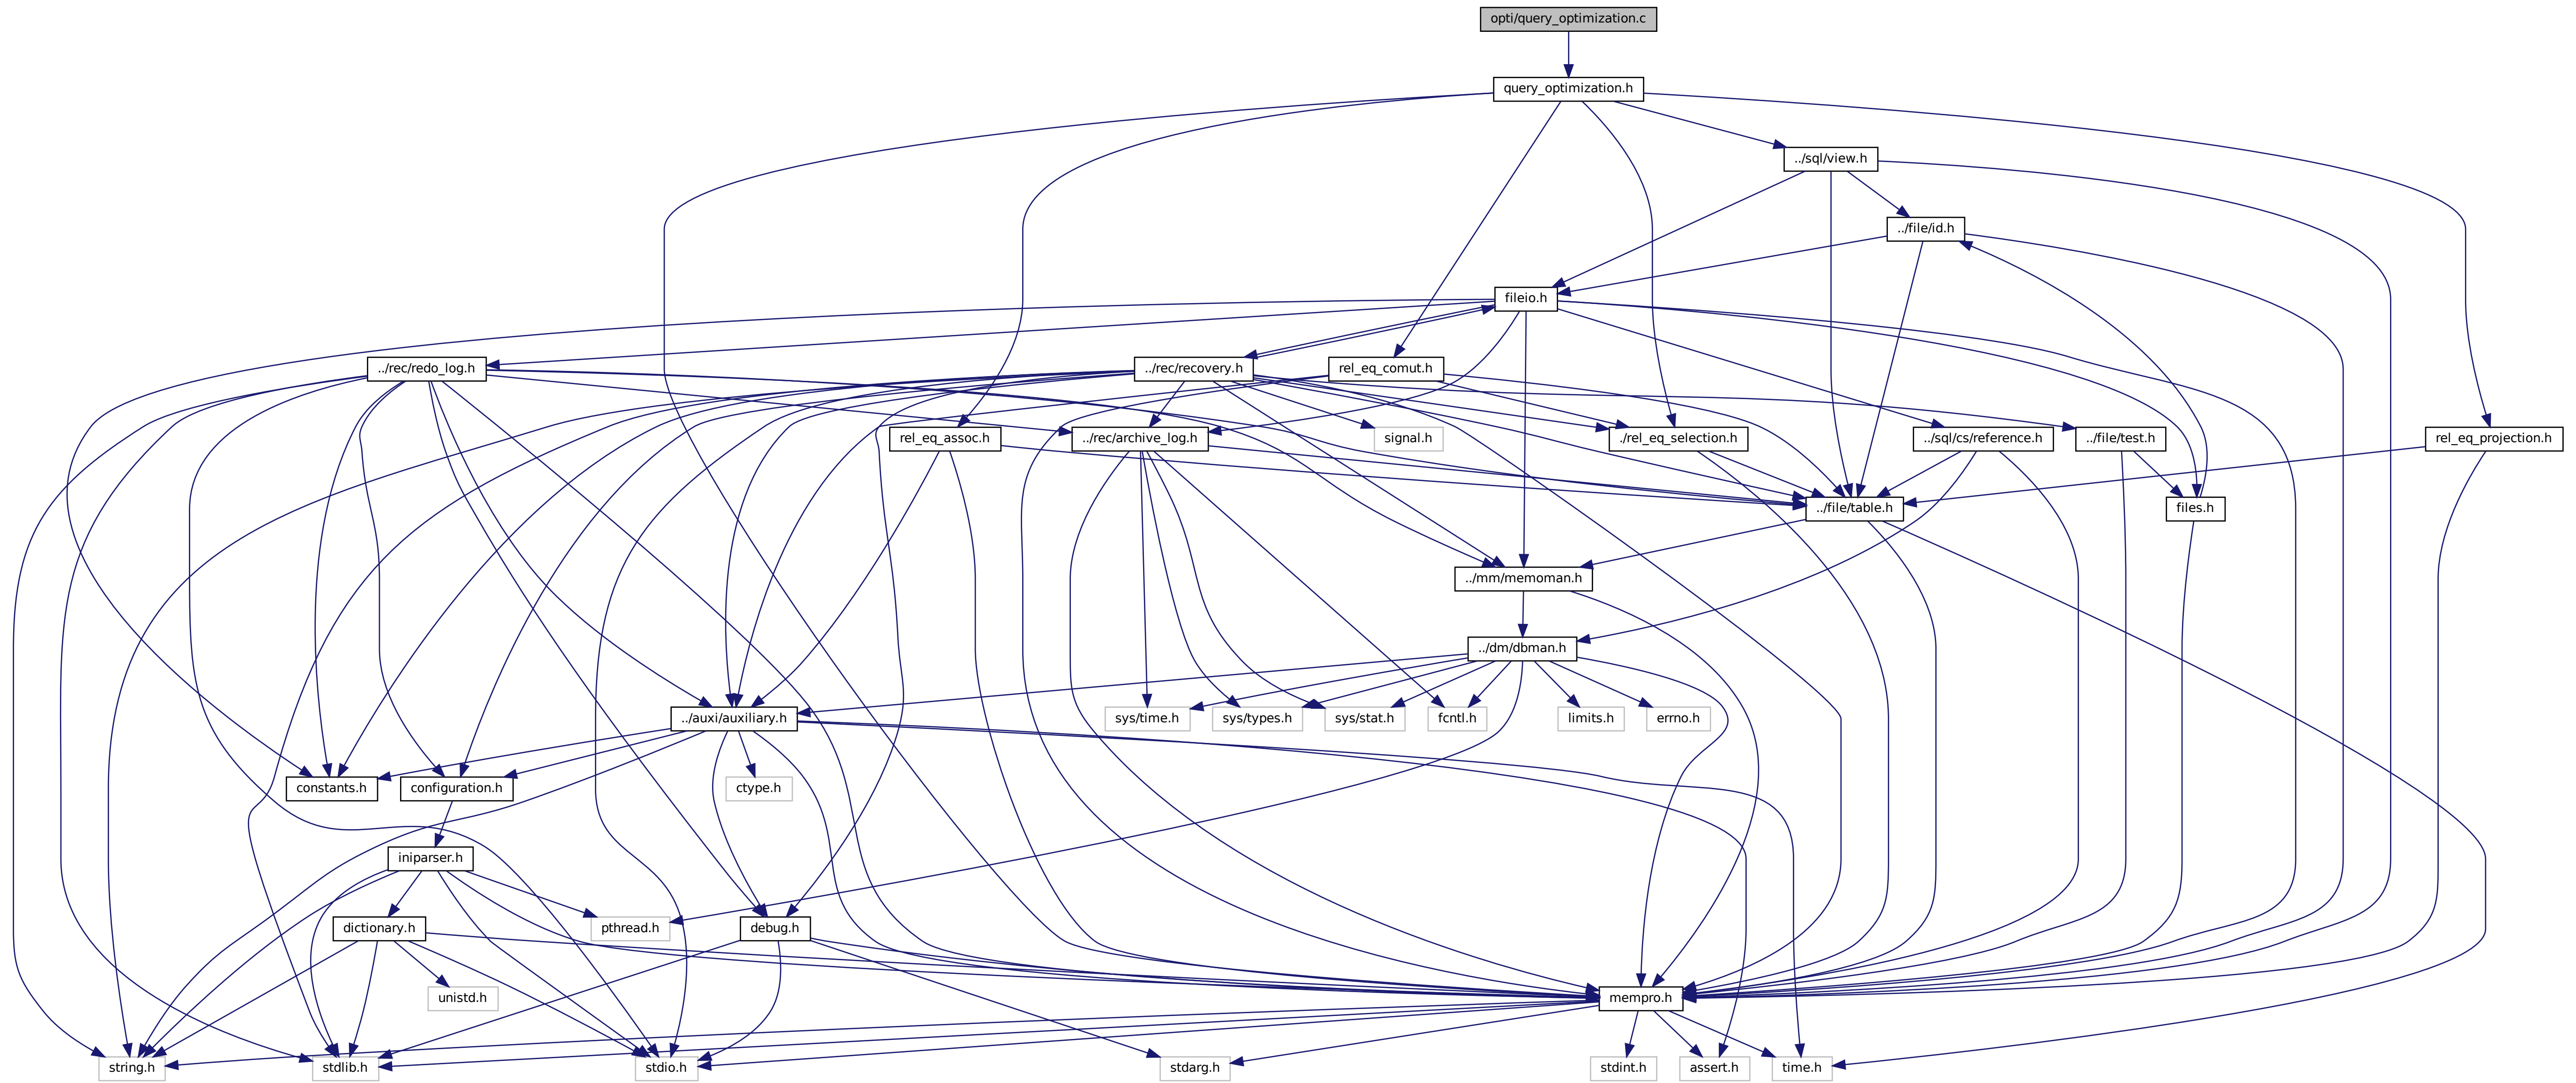 opti/query_optimization.c
query_optimization.h
../sql/view.h
../file/id.h
fileio.h
../rec/redo_log.h
../rec/recovery.h
rel_eq_comut.h
rel_eq_assoc.h
../rec/archive_log.h
signal.h
./rel_eq_selection.h
../sql/cs/reference.h
../file/test.h
rel_eq_projection.h
../file/table.h
files.h
../mm/memoman.h
../dm/dbman.h
../auxi/auxiliary.h
sys/time.h
sys/types.h
sys/stat.h
fcntl.h
limits.h
errno.h
constants.h
configuration.h
ctype.h
iniparser.h
dictionary.h
pthread.h
debug.h
unistd.h
mempro.h
string.h
stdlib.h
stdio.h
stdarg.h
stdint.h
assert.h
time.h